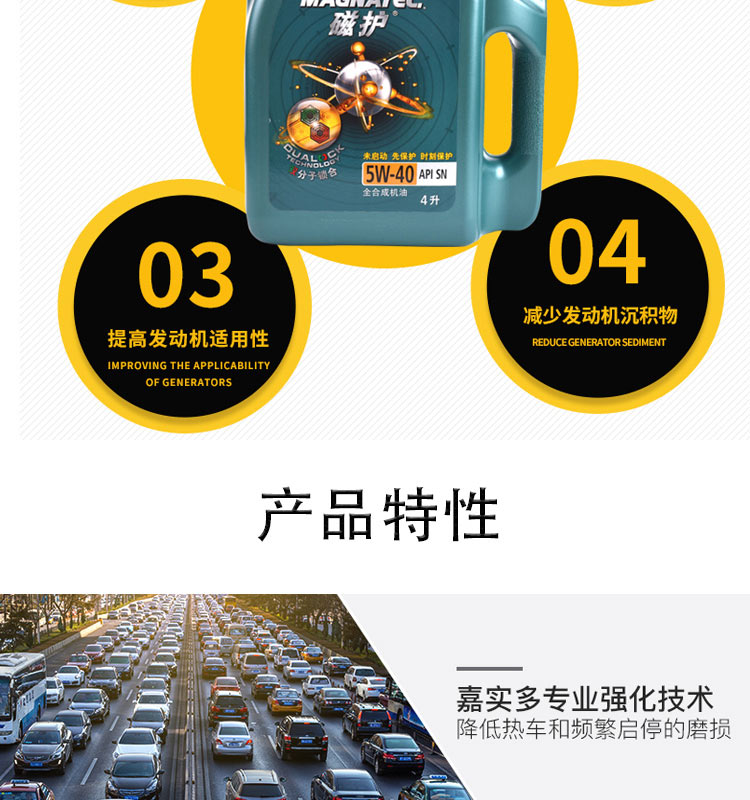 MAGNATEC
磁护®
DUALOCK
TECHNOLOGY
分子锁合
未启动 先保护 时刻保护
5W-40 API SN
全合成机油
4升
03
提高发动机适用性
IMPROVING THE APPLICABILITY
OF GENERATORS
04
减少发动机沉积物
REDUCE GENERATOR SEDIMENT
产品特性
嘉实多专业强化技术
降低热车和频繁启停的磨损